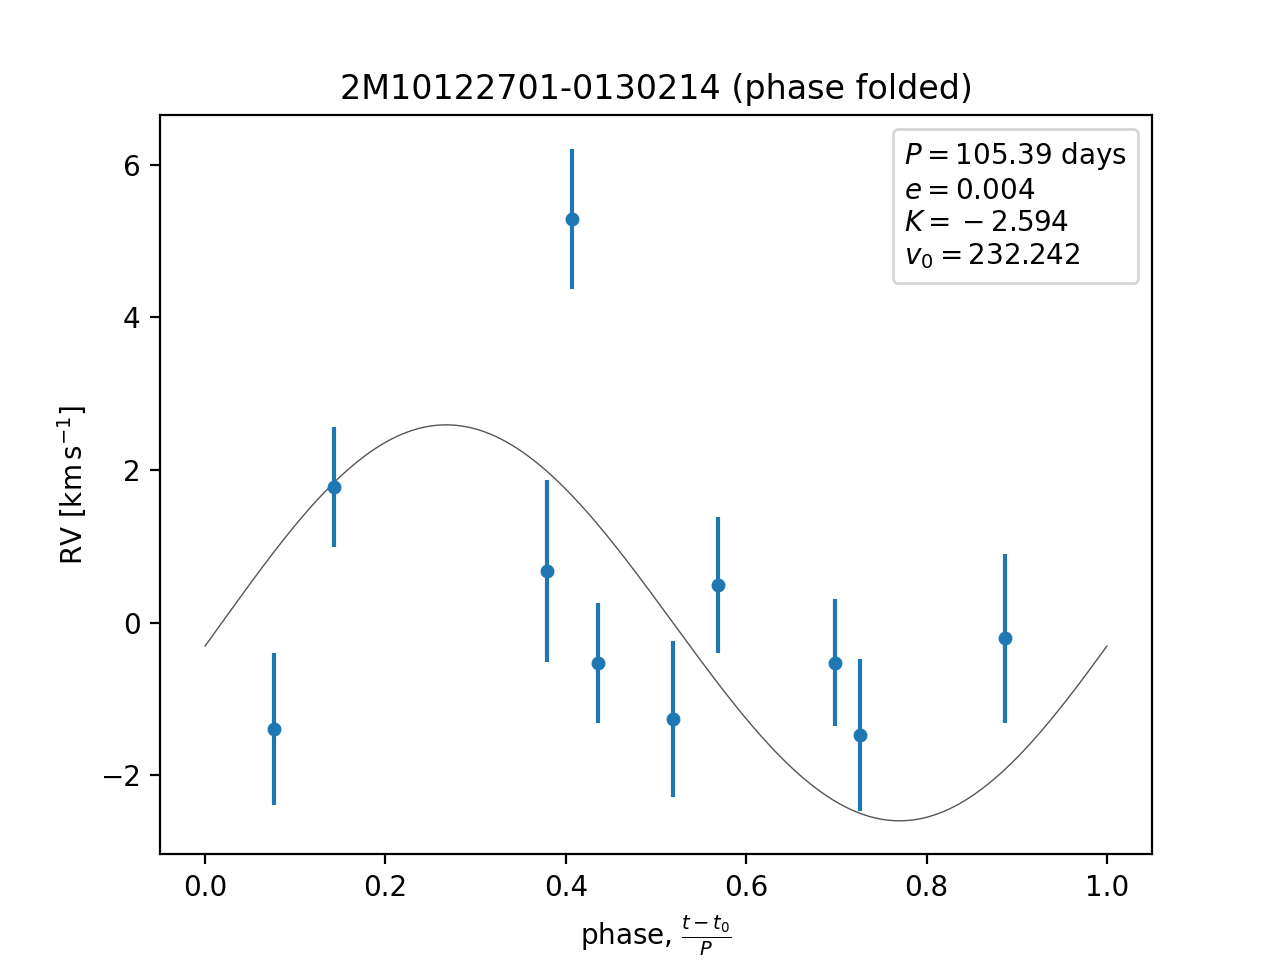 2M10122701-0130214 (phase folded)
P = 105.39 days
e = 0.004
K = −2.594
v₀ = 232.242
6
4
2
0
−2
RV [km s⁻¹]
0.0 0.2 0.4 0.6 0.8 1.0
phase, (t − t₀)/P